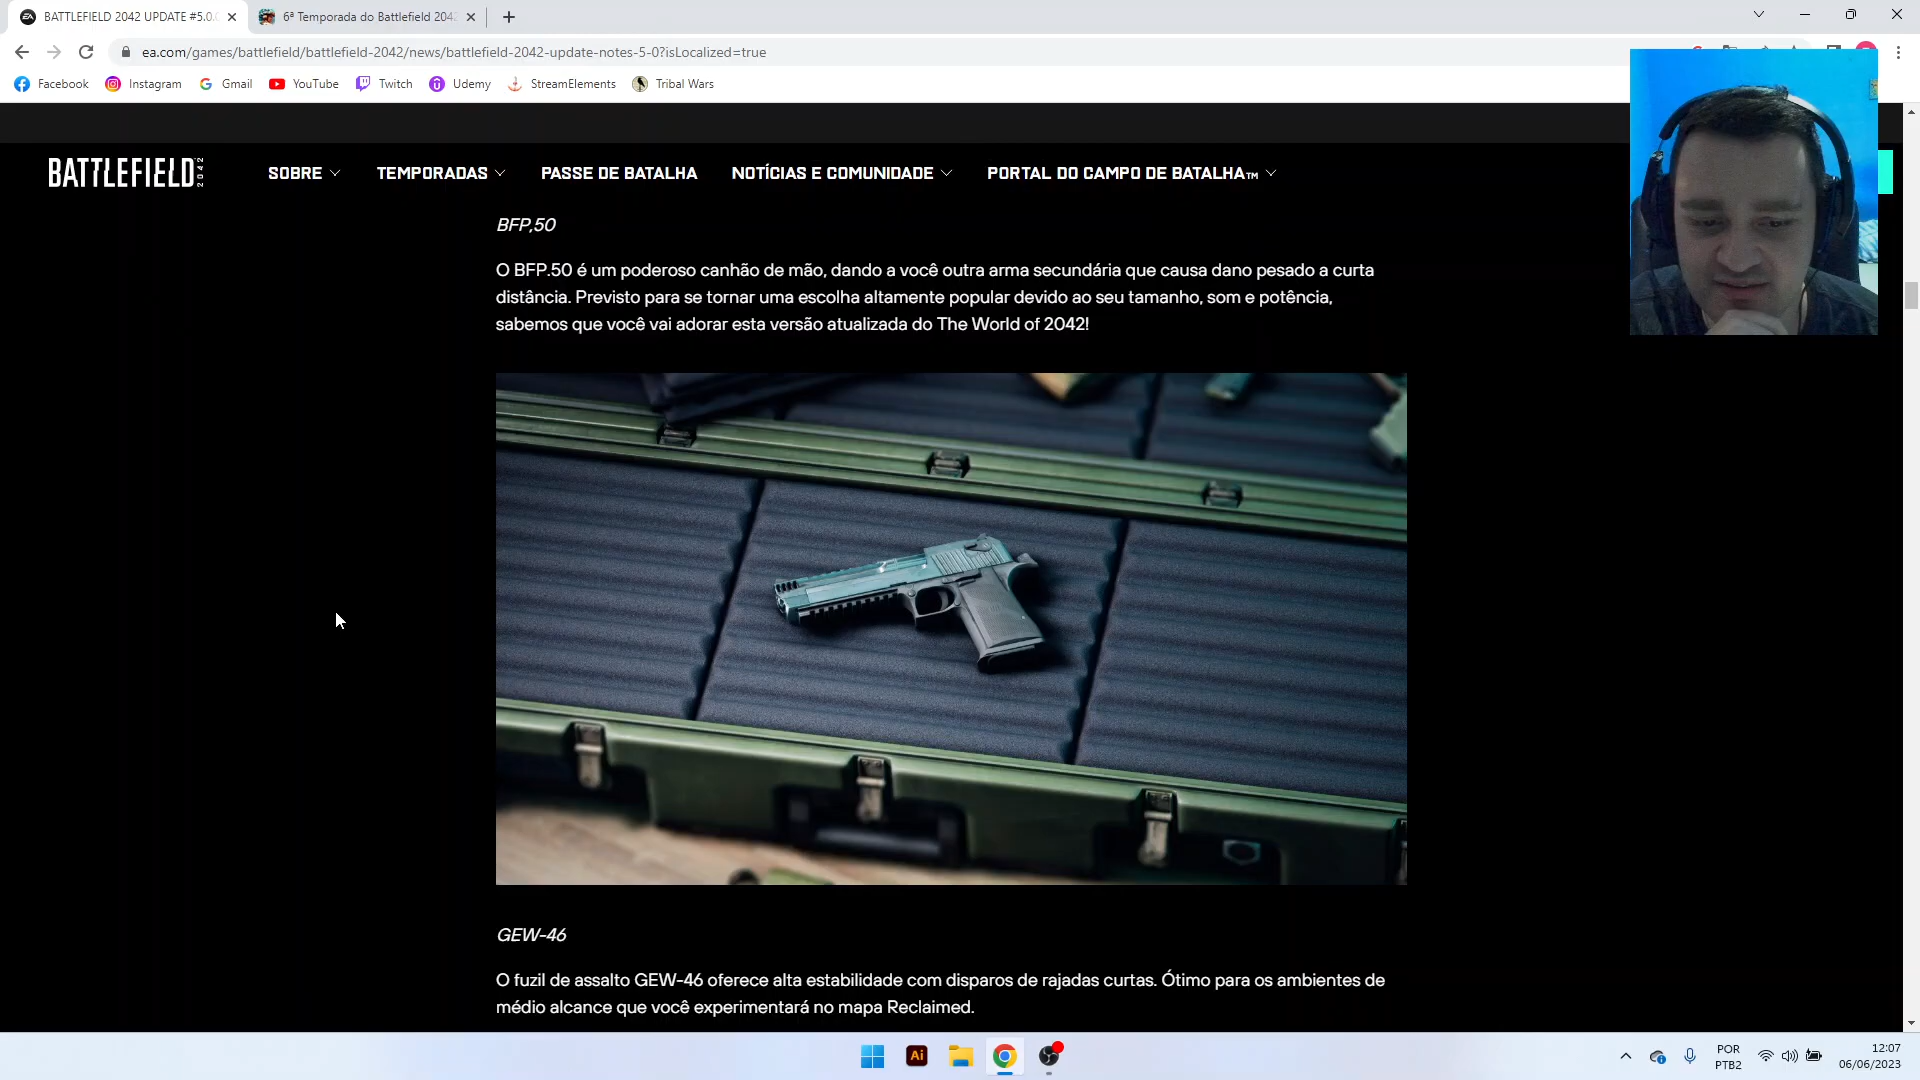 BATTLEFIELD 2042 UPDATE #5.0.0
6ª Temporada do Battlefield 2042
ea.com/games/battlefield/battlefield-2042/news/battlefield-2042-update-notes-5-0?isLocalized=true
Facebook Instagram Gmail YouTube Twitch Udemy StreamElements Tribal Wars
BATTLEFIELD 2042
SOBRE TEMPORADAS PASSE DE BATALHA NOTÍCIAS E COMUNIDADE PORTAL DO CAMPO DE BATALHA™
BFP,50
O BFP.50 é um poderoso canhão de mão, dando a você outra arma secundária que causa dano pesado a curta
distância. Previsto para se tornar uma escolha altamente popular devido ao seu tamanho, som e potência,
sabemos que você vai adorar esta versão atualizada do The World of 2042!
GEW-46
O fuzil de assalto GEW-46 oferece alta estabilidade com disparos de rajadas curtas. Ótimo para os ambientes de
médio alcance que você experimentará no mapa Reclaimed.
Ai
POR
PTB2
12:07
06/06/2023